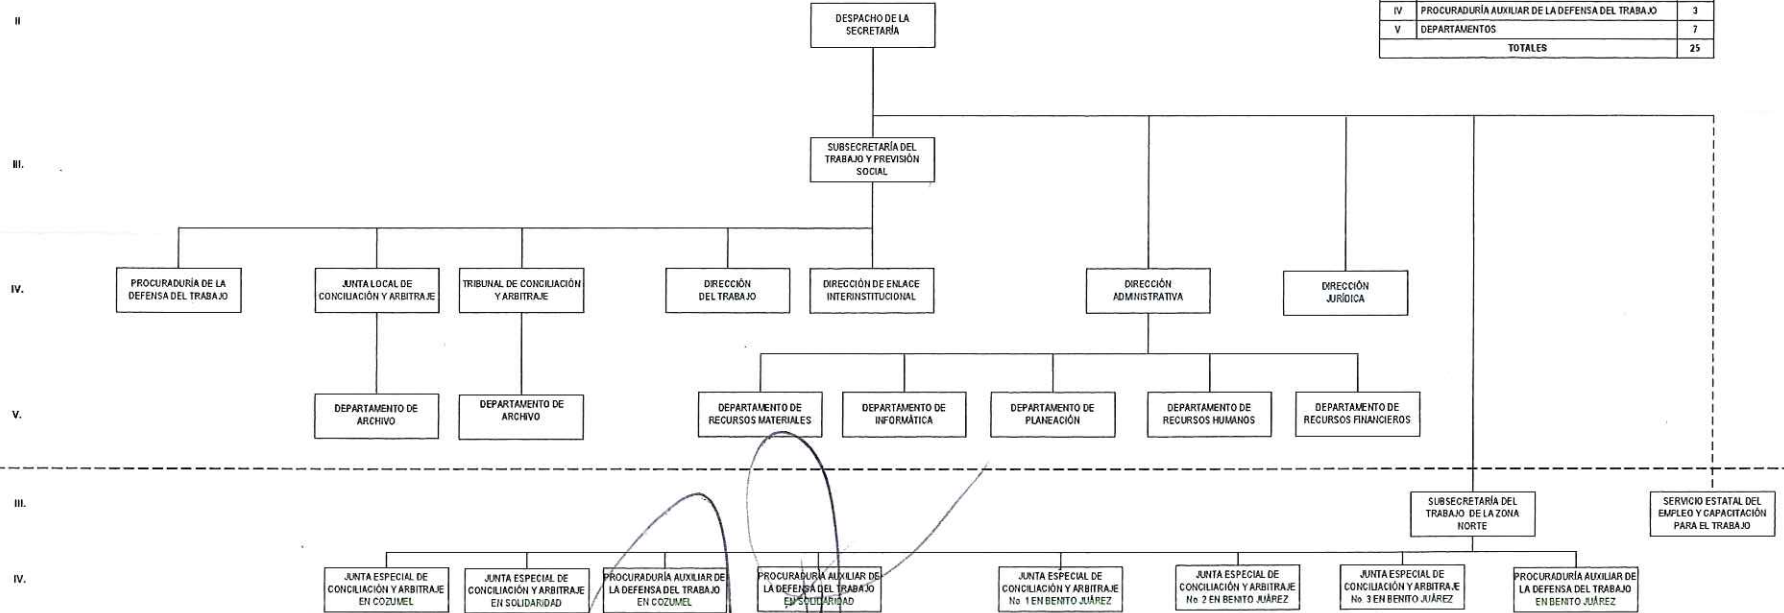 II
DESPACHO DE LA
SECRETARÍA
IV PROCURADURÍA AUXILIAR DE LA DEFENSA DEL TRABAJO 3
V DEPARTAMENTOS 7
TOTALES 25
III.
SUBSECRETARÍA DEL
TRABAJO Y PREVISIÓN
SOCIAL
IV.
PROCURADURÍA DE LA
DEFENSA DEL TRABAJO
JUNTA LOCAL DE
CONCILIACIÓN Y ARBITRAJE
TRIBUNAL DE CONCILIACIÓN
Y ARBITRAJE
DIRECCIÓN
DEL TRABAJO
DIRECCIÓN DE ENLACE
INTERINSTITUCIONAL
DIRECCIÓN
ADMINISTRATIVA
DIRECCIÓN
JURÍDICA
V.
DEPARTAMENTO DE
ARCHIVO
DEPARTAMENTO DE
ARCHIVO
DEPARTAMENTO DE
RECURSOS MATERIALES
DEPARTAMENTO DE
INFORMÁTICA
DEPARTAMENTO DE
PLANEACIÓN
DEPARTAMENTO DE
RECURSOS HUMANOS
DEPARTAMENTO DE
RECURSOS FINANCIEROS
III.
SUBSECRETARÍA DEL
TRABAJO DE LA ZONA
NORTE
SERVICIO ESTATAL DEL
EMPLEO Y CAPACITACIÓN
PARA EL TRABAJO
IV.
JUNTA ESPECIAL DE
CONCILIACIÓN Y ARBITRAJE
EN COZUMEL
JUNTA ESPECIAL DE
CONCILIACIÓN Y ARBITRAJE
EN SOLIDARIDAD
PROCURADURÍA AUXILIAR DE
LA DEFENSA DEL TRABAJO
EN COZUMEL
PROCURADURÍA AUXILIAR DE
LA DEFENSA DEL TRABAJO
EN SOLIDARIDAD
JUNTA ESPECIAL DE
CONCILIACIÓN Y ARBITRAJE
No 1 EN BENITO JUÁREZ
JUNTA ESPECIAL DE
CONCILIACIÓN Y ARBITRAJE
No 2 EN BENITO JUÁREZ
JUNTA ESPECIAL DE
CONCILIACIÓN Y ARBITRAJE
No 3 EN BENITO JUÁREZ
PROCURADURÍA AUXILIAR DE
LA DEFENSA DEL TRABAJO
EN BENITO JUÁREZ